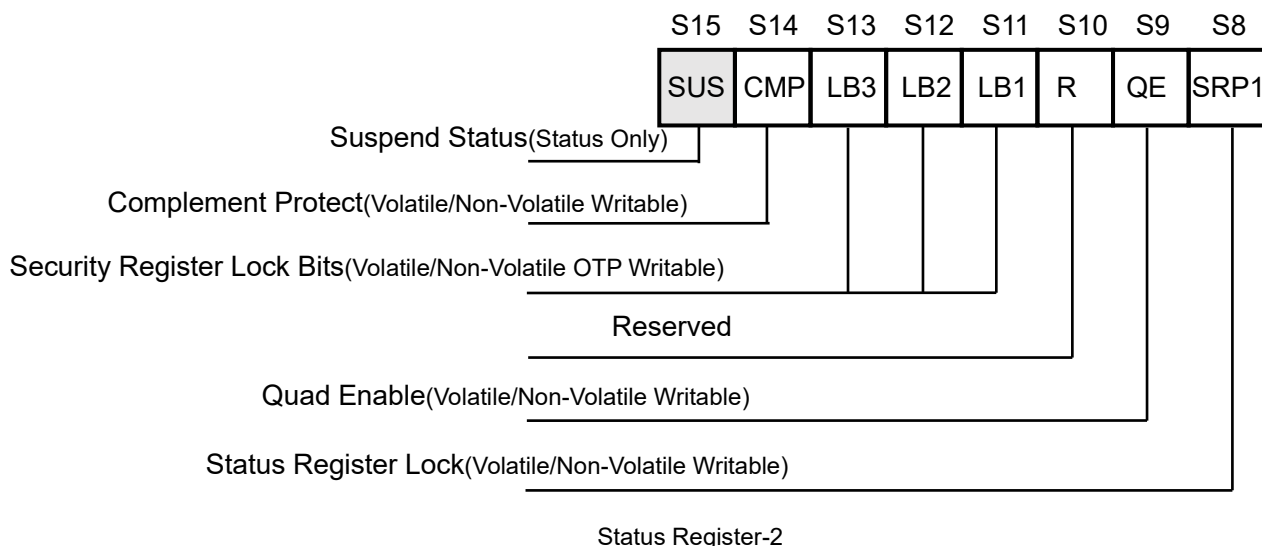 S15 S14 S13 S12 S11 S10 S9 S8
SUS CMP LB3 LB2 LB1 R QE SRP1
Suspend Status(Status Only)
Complement Protect(Volatile/Non-Volatile Writable)
Security Register Lock Bits(Volatile/Non-Volatile OTP Writable)
Reserved
Quad Enable(Volatile/Non-Volatile Writable)
Status Register Lock(Volatile/Non-Volatile Writable)
Status Register-2